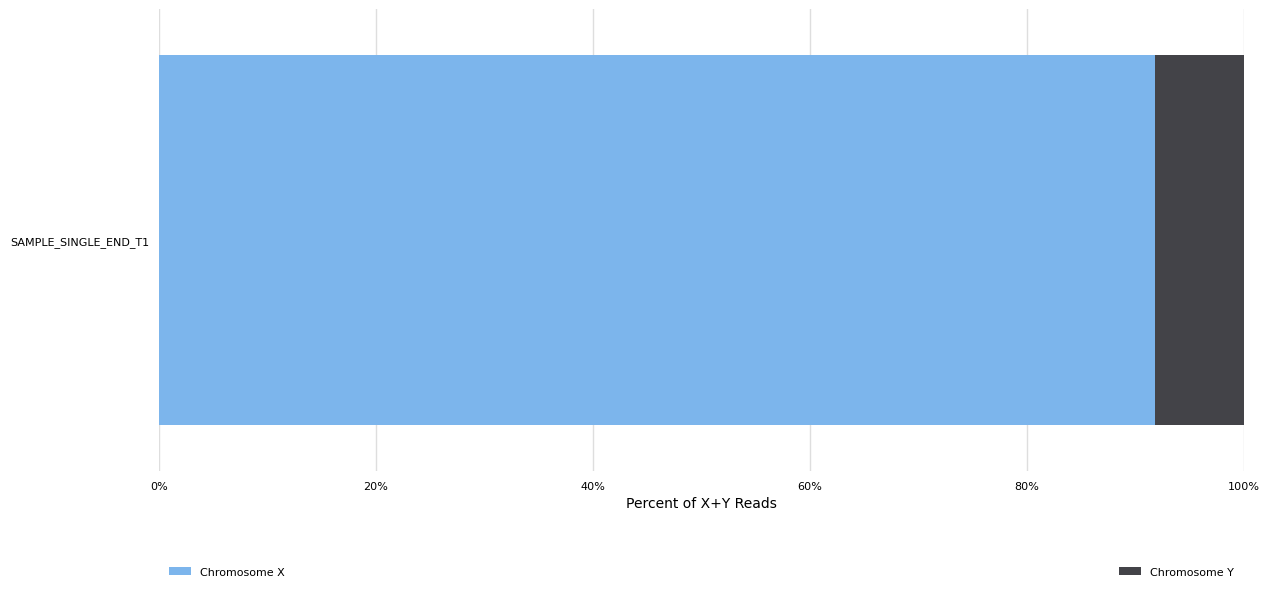 SAMPLE_SINGLE_END_T1
0% 20% 40% 60% 80% 100%
Percent of X+Y Reads
Chromosome X Chromosome Y